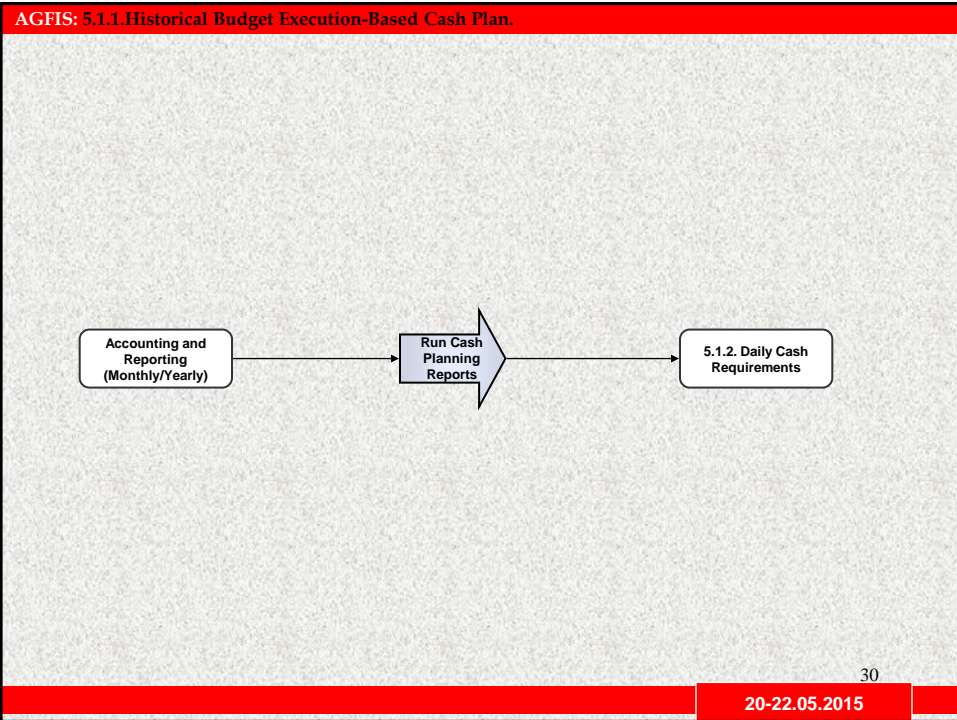 AGFIS: 5.1.1.Historical Budget Execution-Based Cash Plan.
Accounting and
Reporting
(Monthly/Yearly)
Run Cash
Planning
Reports
5.1.2. Daily Cash
Requirements
30
20-22.05.2015